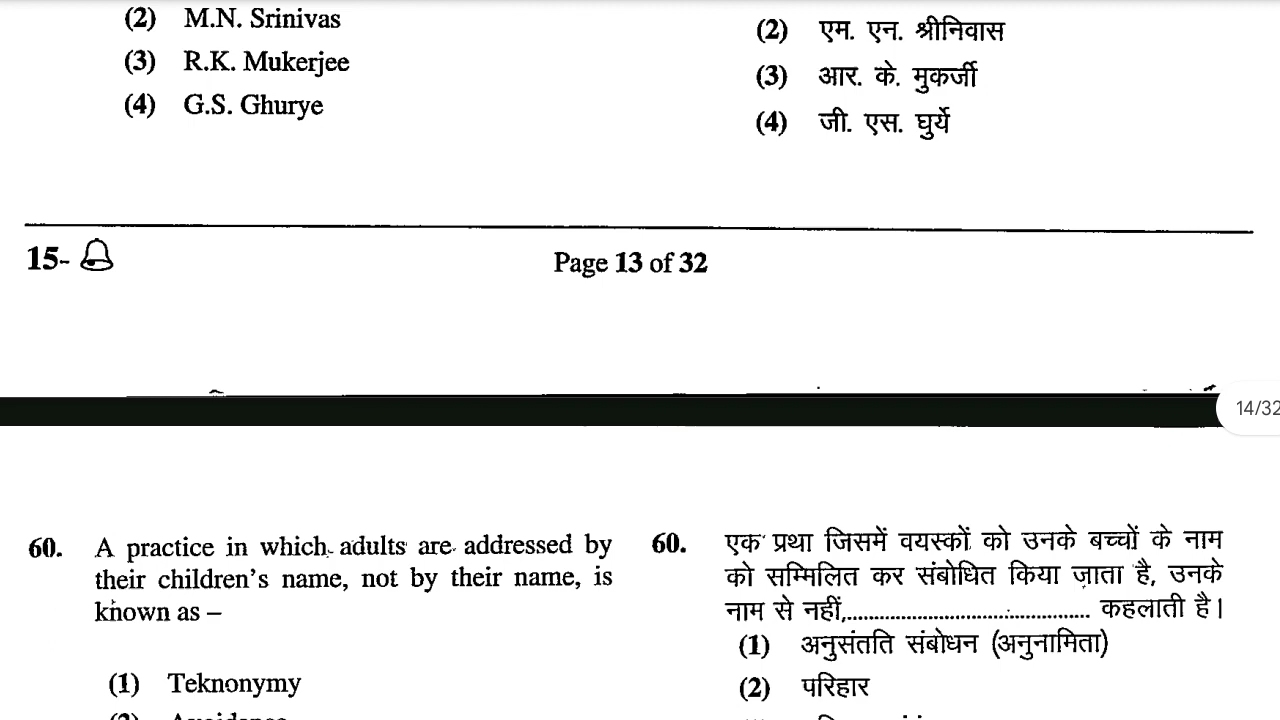 (2) M.N. Srinivas
(3) R.K. Mukerjee
(4) G.S. Ghurye
(2) एम. एन. श्रीनिवास
(3) आर. के. मुकर्जी
(4) जी. एस. घुर्ये
15-
Page 13 of 32
14/32
60. A practice in which adults are addressed by
their children's name, not by their name, is
known as –
(1) Teknonymy
60. एक प्रथा जिसमें वयस्कों को उनके बच्चों के नाम
को सम्मिलित कर संबोधित किया जाता है, उनके
नाम से नहीं,........................................ कहलाती है।
(1) अनुसंतति संबोधन (अनुनामिता)
(2) परिहार